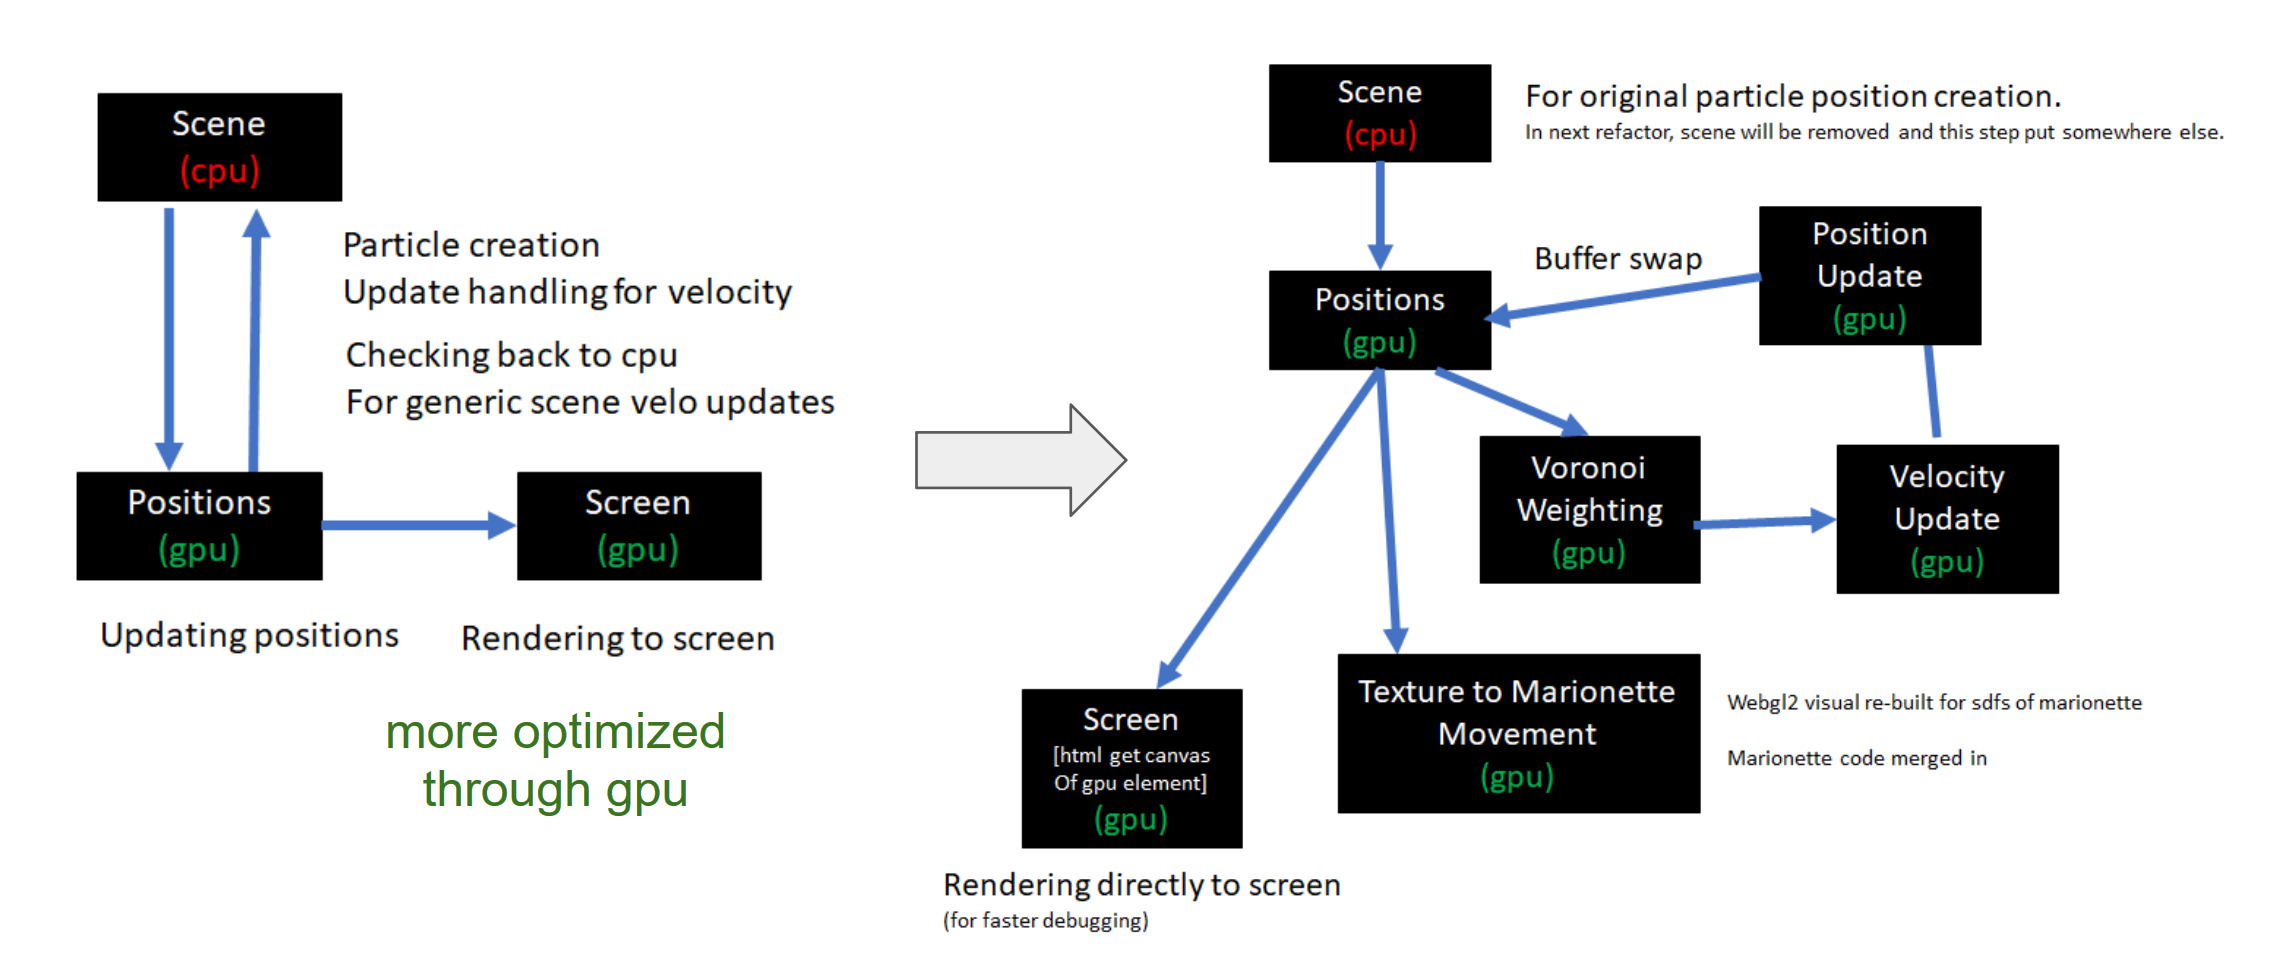 Scene
(cpu)
Particle creation
Update handling for velocity
Checking back to cpu
For generic scene velo updates
Positions
(gpu)
Screen
(gpu)
Updating positions
Rendering to screen
more optimized
through gpu
Scene
(cpu)
For original particle position creation.
In next refactor, scene will be removed and this step put somewhere else.
Positions
(gpu)
Buffer swap
Position
Update
(gpu)
Voronoi
Weighting
(gpu)
Velocity
Update
(gpu)
Screen
[html get canvas
Of gpu element]
(gpu)
Rendering directly to screen
(for faster debugging)
Texture to Marionette
Movement
(gpu)
Webgl2 visual re-built for sdfs of marionette
Marionette code merged in